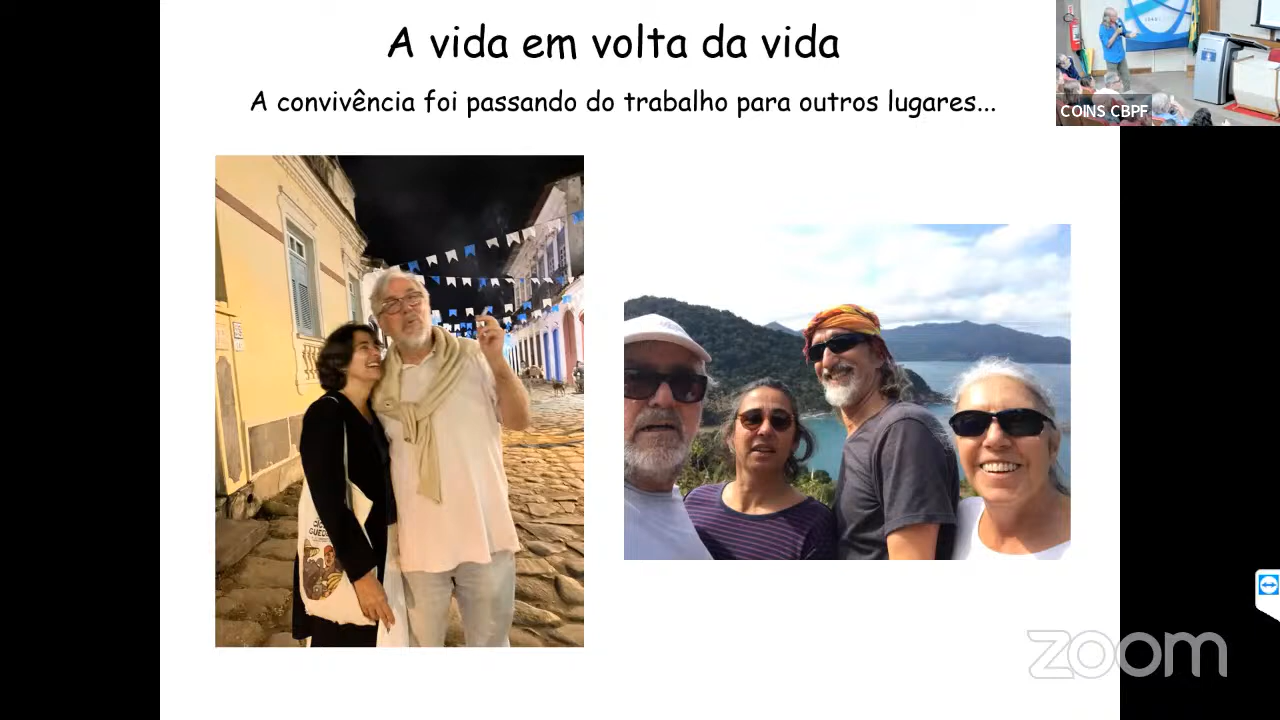 A vida em volta da vida
A convivência foi passando do trabalho para outros lugares...
COINS CBPF
zoom